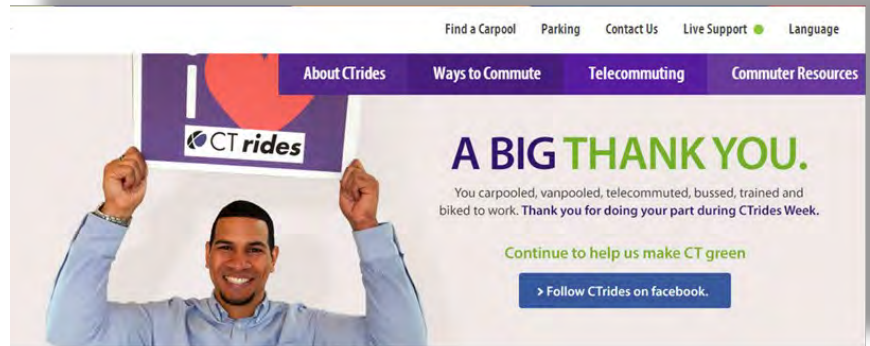 Find a Carpool Parking Contact Us Live Support Language
About CTrides Ways to Commute Telecommuting Commuter Resources
i
CT rides
A BIG THANK YOU.
You carpooled, vanpooled, telecommuted, bussed, trained and
biked to work. Thank you for doing your part during CTrides Week.
Continue to help us make CT green
> Follow CTrides on facebook.